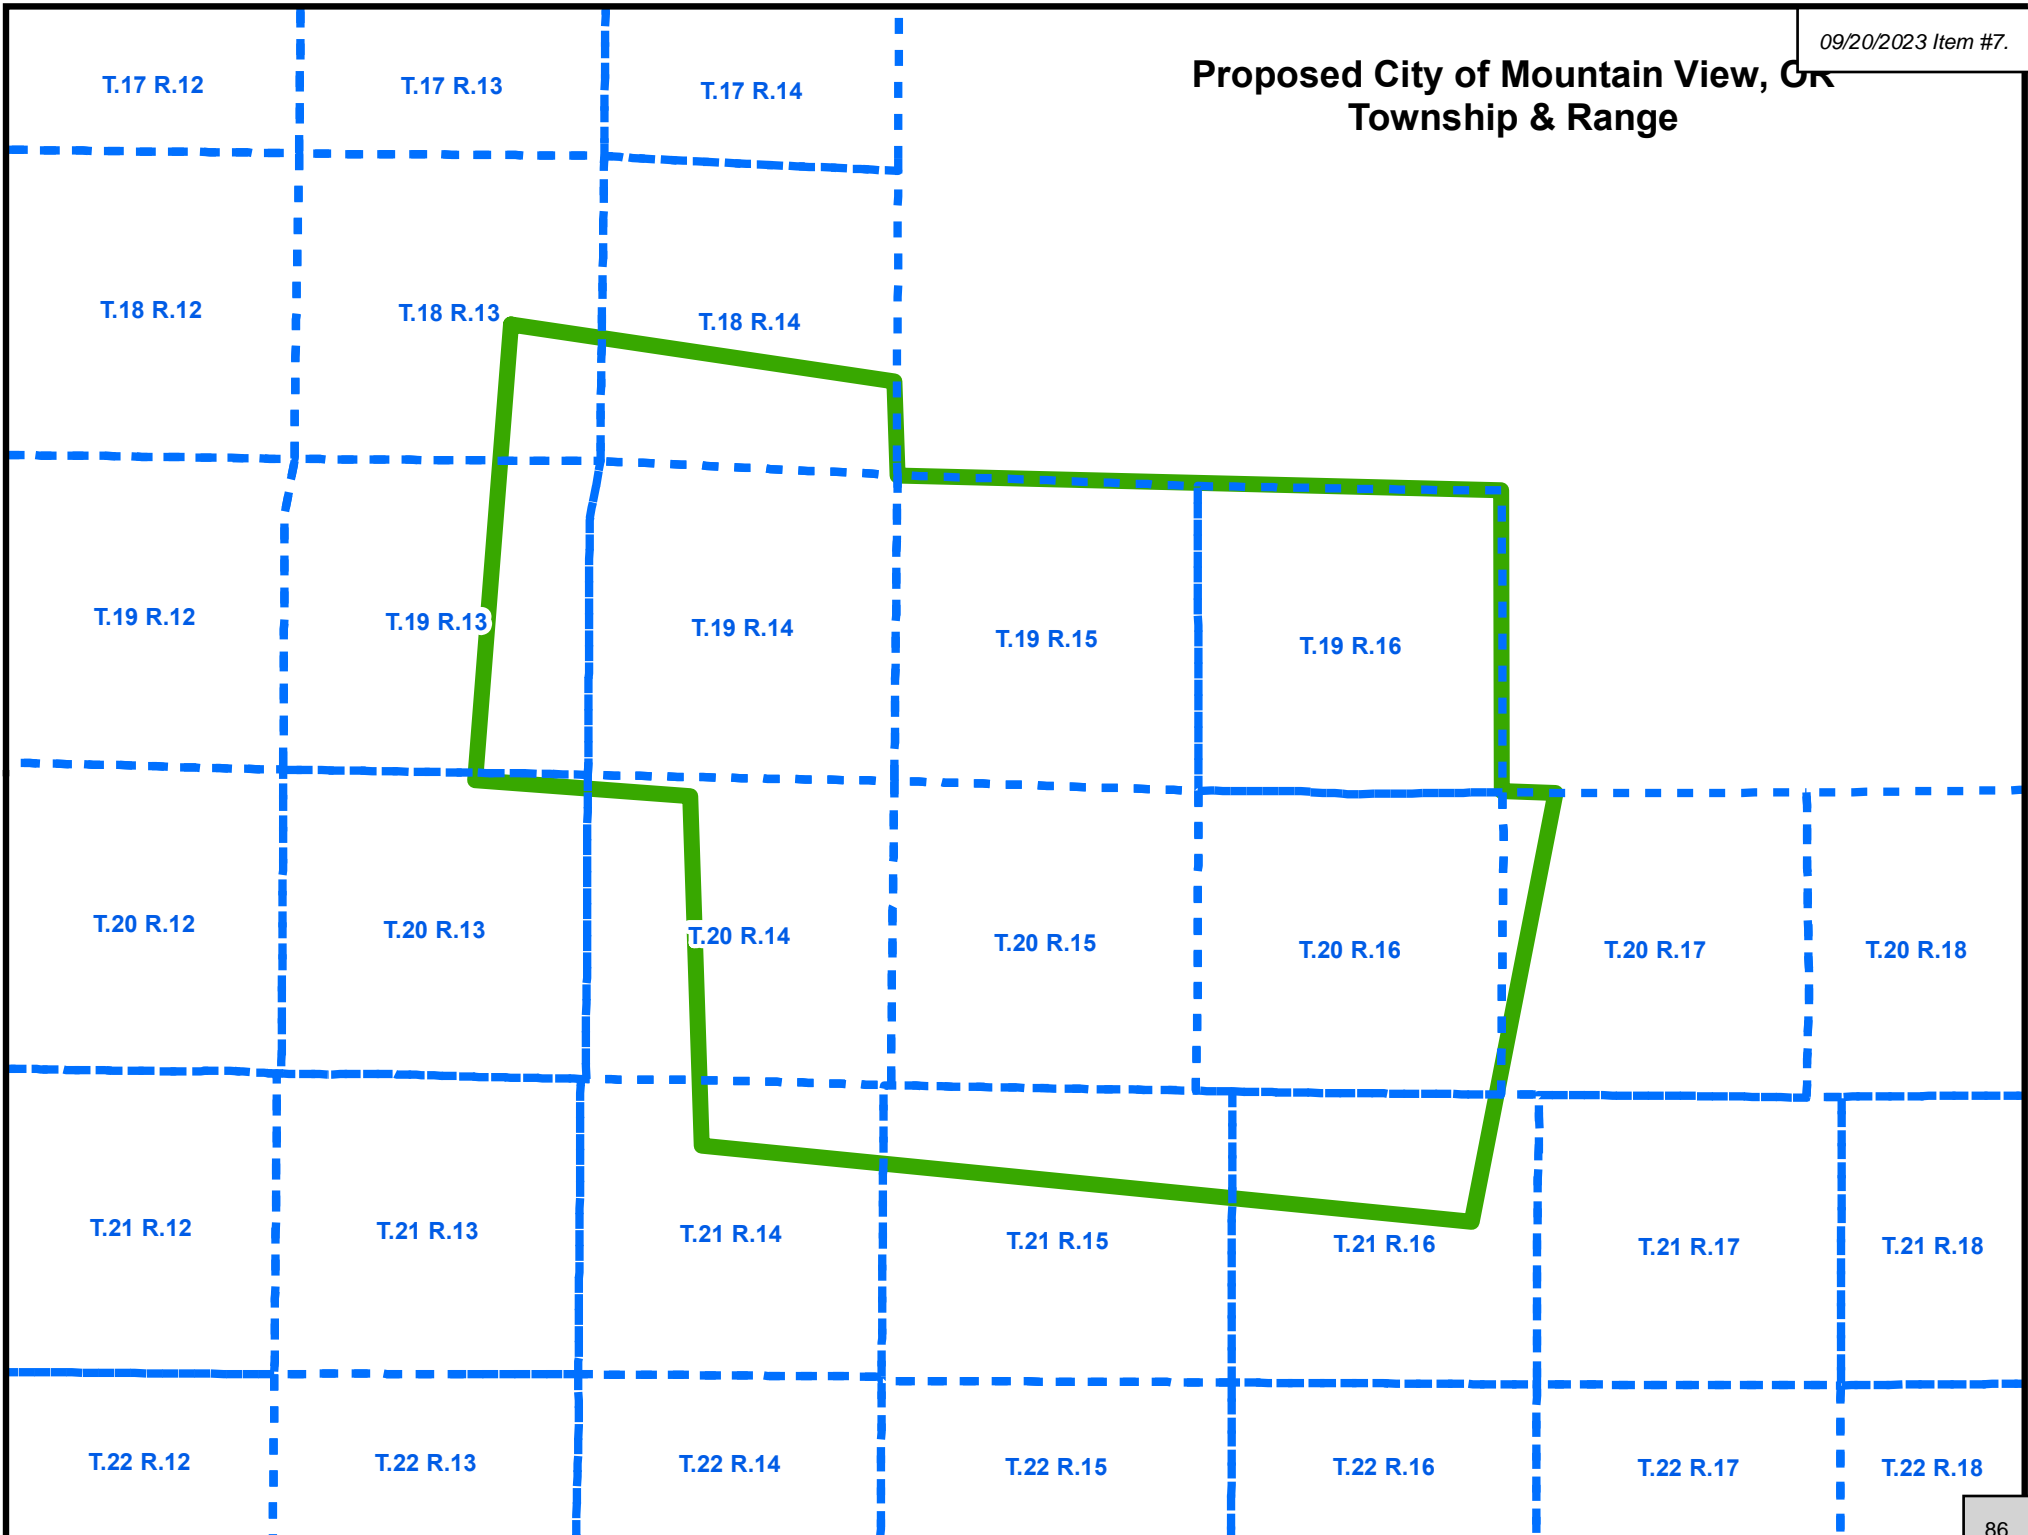 09/20/2023 Item #7.
Proposed City of Mountain View, OR
Township & Range
T.17 R.12
T.17 R.13
T.17 R.14
T.18 R.12
T.18 R.13
T.18 R.14
T.19 R.12
T.19 R.13
T.19 R.14
T.19 R.15
T.19 R.16
T.20 R.12
T.20 R.13
T.20 R.14
T.20 R.15
T.20 R.16
T.20 R.17
T.20 R.18
T.21 R.12
T.21 R.13
T.21 R.14
T.21 R.15
T.21 R.16
T.21 R.17
T.21 R.18
T.22 R.12
T.22 R.13
T.22 R.14
T.22 R.15
T.22 R.16
T.22 R.17
T.22 R.18
86